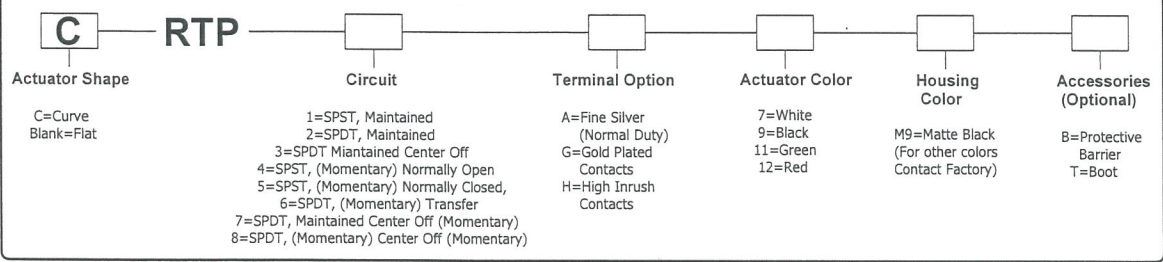 C RTP
Actuator Shape
C=Curve
Blank=Flat
Circuit
1=SPST, Maintained
2=SPDT, Maintained
3=SPDT Miantained Center Off
4=SPST, (Momentary) Normally Open
5=SPST, (Momentary) Normally Closed,
6=SPDT, (Momentary) Transfer
7=SPDT, Maintained Center Off (Momentary)
8=SPDT, (Momentary) Center Off (Momentary)
Terminal Option
A=Fine Silver
(Normal Duty)
G=Gold Plated
Contacts
H=High Inrush
Contacts
Actuator Color
7=White
9=Black
11=Green
12=Red
Housing
Color
M9=Matte Black
(For other colors
Contact Factory)
Accessories
(Optional)
B=Protective
Barrier
T=Boot